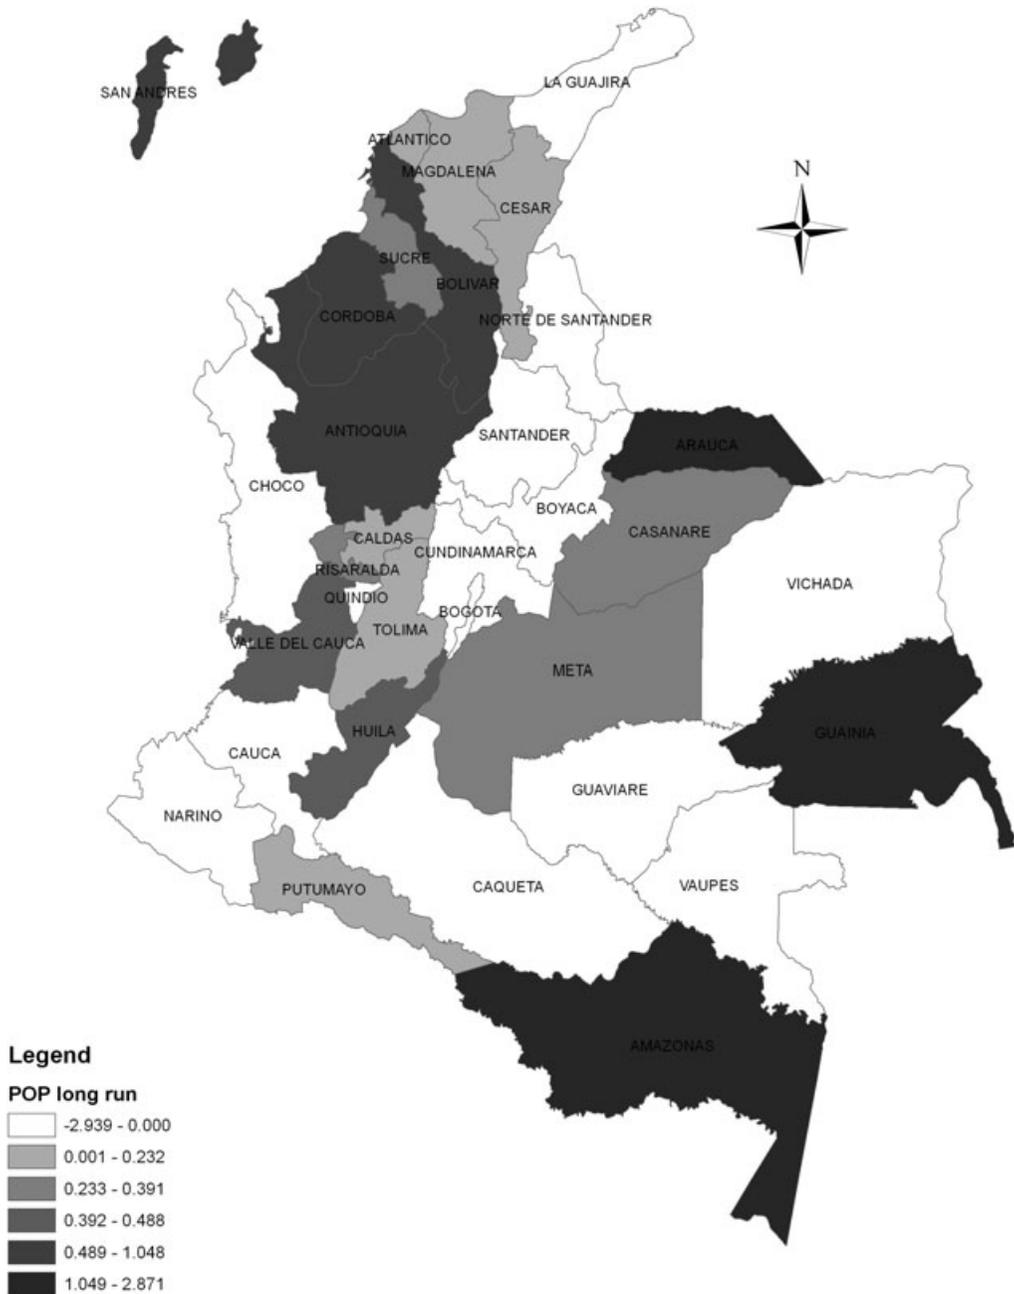 LA GUAJIRA
SAN ANDRES
ATLANTICO
N
MAGDALENA
CESAR
SUCRE
BOLIVAR
CORDOBA
NORTE DE SANTANDER
ANTIOQUIA
SANTANDER
ARAUCA
CHOCO
BOYACA
CALDAS
CUNDINAMARCA
CASANARE
RISARALDA
VICHADA
QUINDIO
BOGOTA
TOLIMA
VALLE DEL CAUCA
META
HUILA
GUAINIA
CAUCA
GUAVIARE
NARINO
PUTUMAYO
CAQUETA
VAUPES
AMAZONAS
Legend
POP long run
-2.939 - 0.000
0.001 - 0.232
0.233 - 0.391
0.392 - 0.488
0.489 - 1.048
1.049 - 2.871